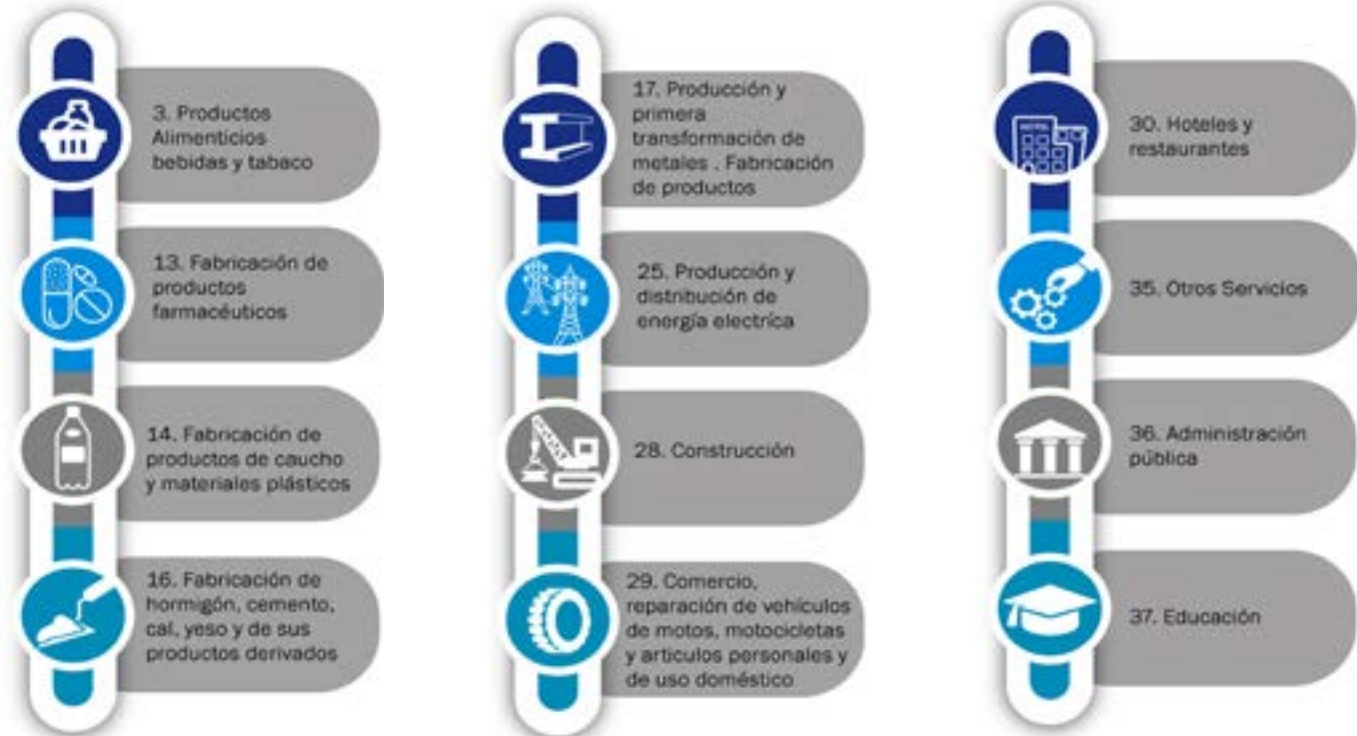 3. Productos
Alimenticios
bebidas y tabaco
13. Fabricación de
productos
farmacéuticos
14. Fabricación de
productos de caucho
y materiales plásticos
16. Fabricación de
hormigón, cemento,
cal, yeso y de sus
productos derivados
17. Producción y
primera
transformación de
metales . Fabricación
de productos
25. Producción y
distribución de
energía electríca
28. Construcción
29. Comercio,
reparación de vehículos
de motos, motocicletas
y articulos personales y
de uso doméstico
HOTEL
30. Hoteles y
restaurantes
35. Otros Servicios
36. Administración
pública
37. Educación